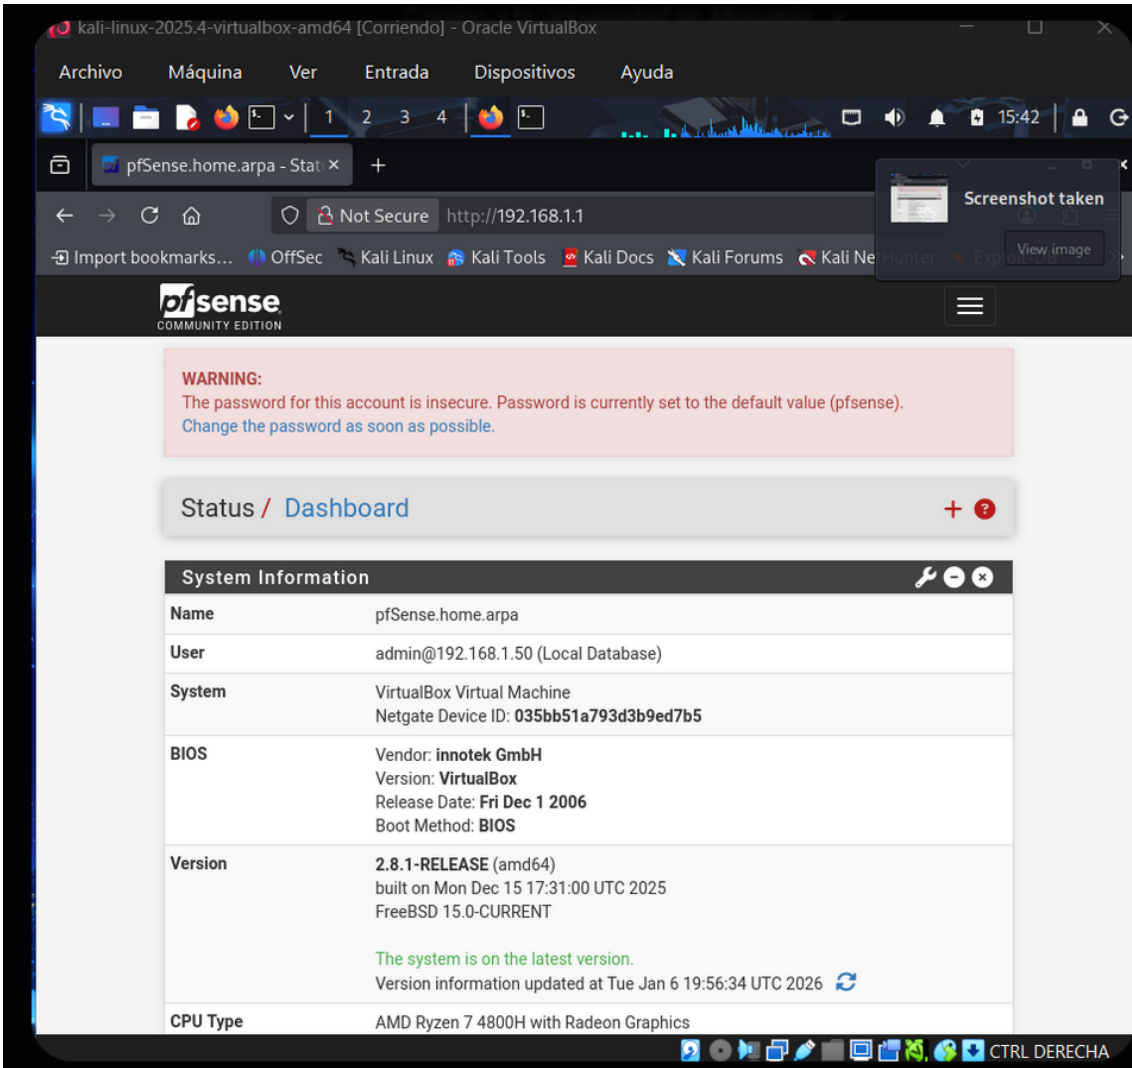 kali-linux-2025.4-virtualbox-amd64 [Corriendo] - Oracle VirtualBox
Archivo Máquina Ver Entrada Dispositivos Ayuda
1 2 3 4 15:42
pfSense.home.arpa - Stat
Screenshot taken
Not Secure http://192.168.1.1
View image
Import bookmarks... OffSec Kali Linux Kali Tools Kali Docs Kali Forums Kali NetHunter
pfsense
COMMUNITY EDITION
WARNING:
The password for this account is insecure. Password is currently set to the default value (pfsense).
Change the password as soon as possible.
Status / Dashboard
System Information
Name pfSense.home.arpa
User admin@192.168.1.50 (Local Database)
System VirtualBox Virtual Machine
Netgate Device ID: 035bb51a793d3b9ed7b5
BIOS Vendor: innotek GmbH
Version: VirtualBox
Release Date: Fri Dec 1 2006
Boot Method: BIOS
Version 2.8.1-RELEASE (amd64)
built on Mon Dec 15 17:31:00 UTC 2025
FreeBSD 15.0-CURRENT
The system is on the latest version.
Version information updated at Tue Jan 6 19:56:34 UTC 2026
CPU Type AMD Ryzen 7 4800H with Radeon Graphics
CTRL DERECHA